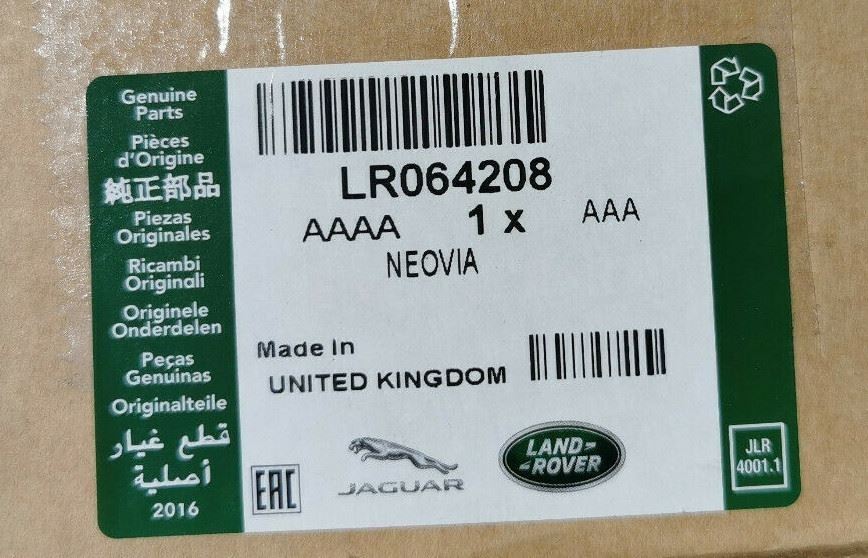 Genuine
Parts
Pièces
d'Origine
純正部品
Piezas
Originales
Ricambi
Originali
Originele
Onderdelen
Peças
Genuinas
Originalteile
قطع غيار
أصلية
2016
LR064208
AAAA 1 x AAA
NEOVIA
Made In
UNITED KINGDOM
EAC
JAGUAR
LAND-
-ROVER
JLR
4001.1